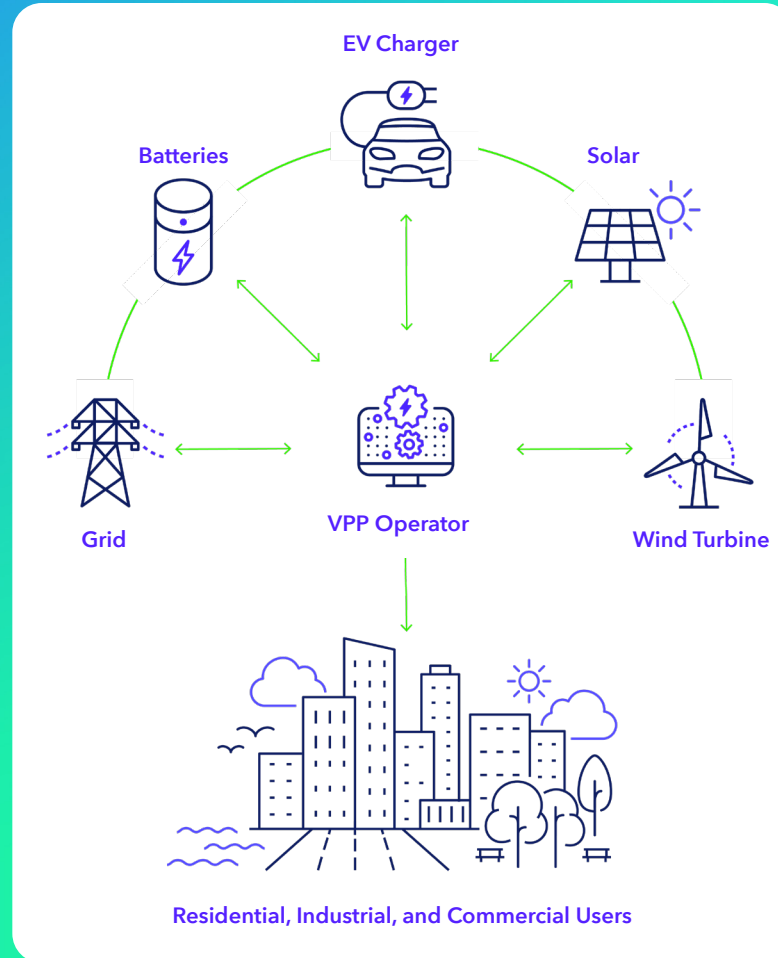 EV Charger
Batteries
Solar
Grid
VPP Operator
Wind Turbine
Residential, Industrial, and Commercial Users